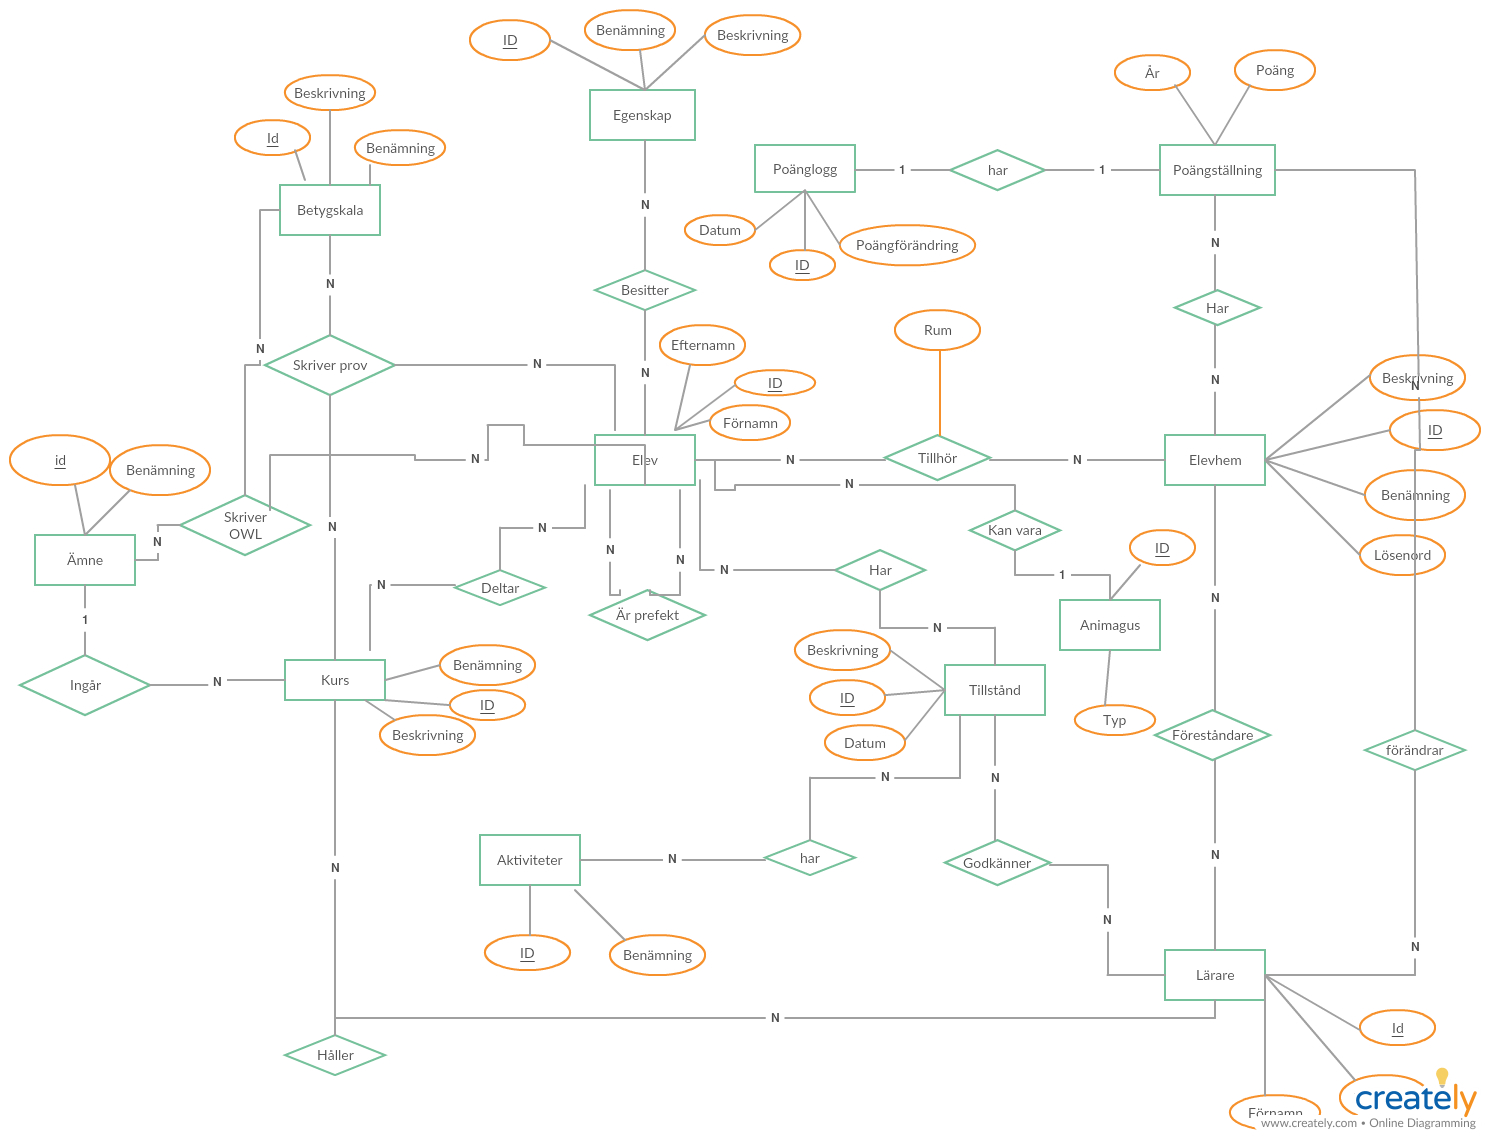 ID
Benämning
Beskrivning
År
Poäng
Beskrivning
Id
Benämning
Egenskap
Poänglogg
1
har
1
Poängställning
Betygskala
N
Datum
ID
Poängförändring
N
N
Besitter
Har
N
Skriver prov
N
N
Efternamn
ID
Förnamn
Rum
N
Beskrivning
N
ID
Benämning
Lösenord
id
Benämning
N
Elev
N
Tillhör
N
Elevhem
N
Skriver
OWL
N
N
Ämne
N
Deltar
N
N
N
Är prefekt
N
Har
N
Kan vara
1
ID
Animagus
Typ
1
Ingår
N
Kurs
Benämning
ID
Beskrivning
Beskrivning
ID
Datum
Tillstånd
N
Föreståndare
förändrar
N
N
Aktiviteter
N
har
Godkänner
N
N
N
N
ID
Benämning
Lärare
N
Håller
Id
Förnamn
creately
www.creately.com • Online Diagramming